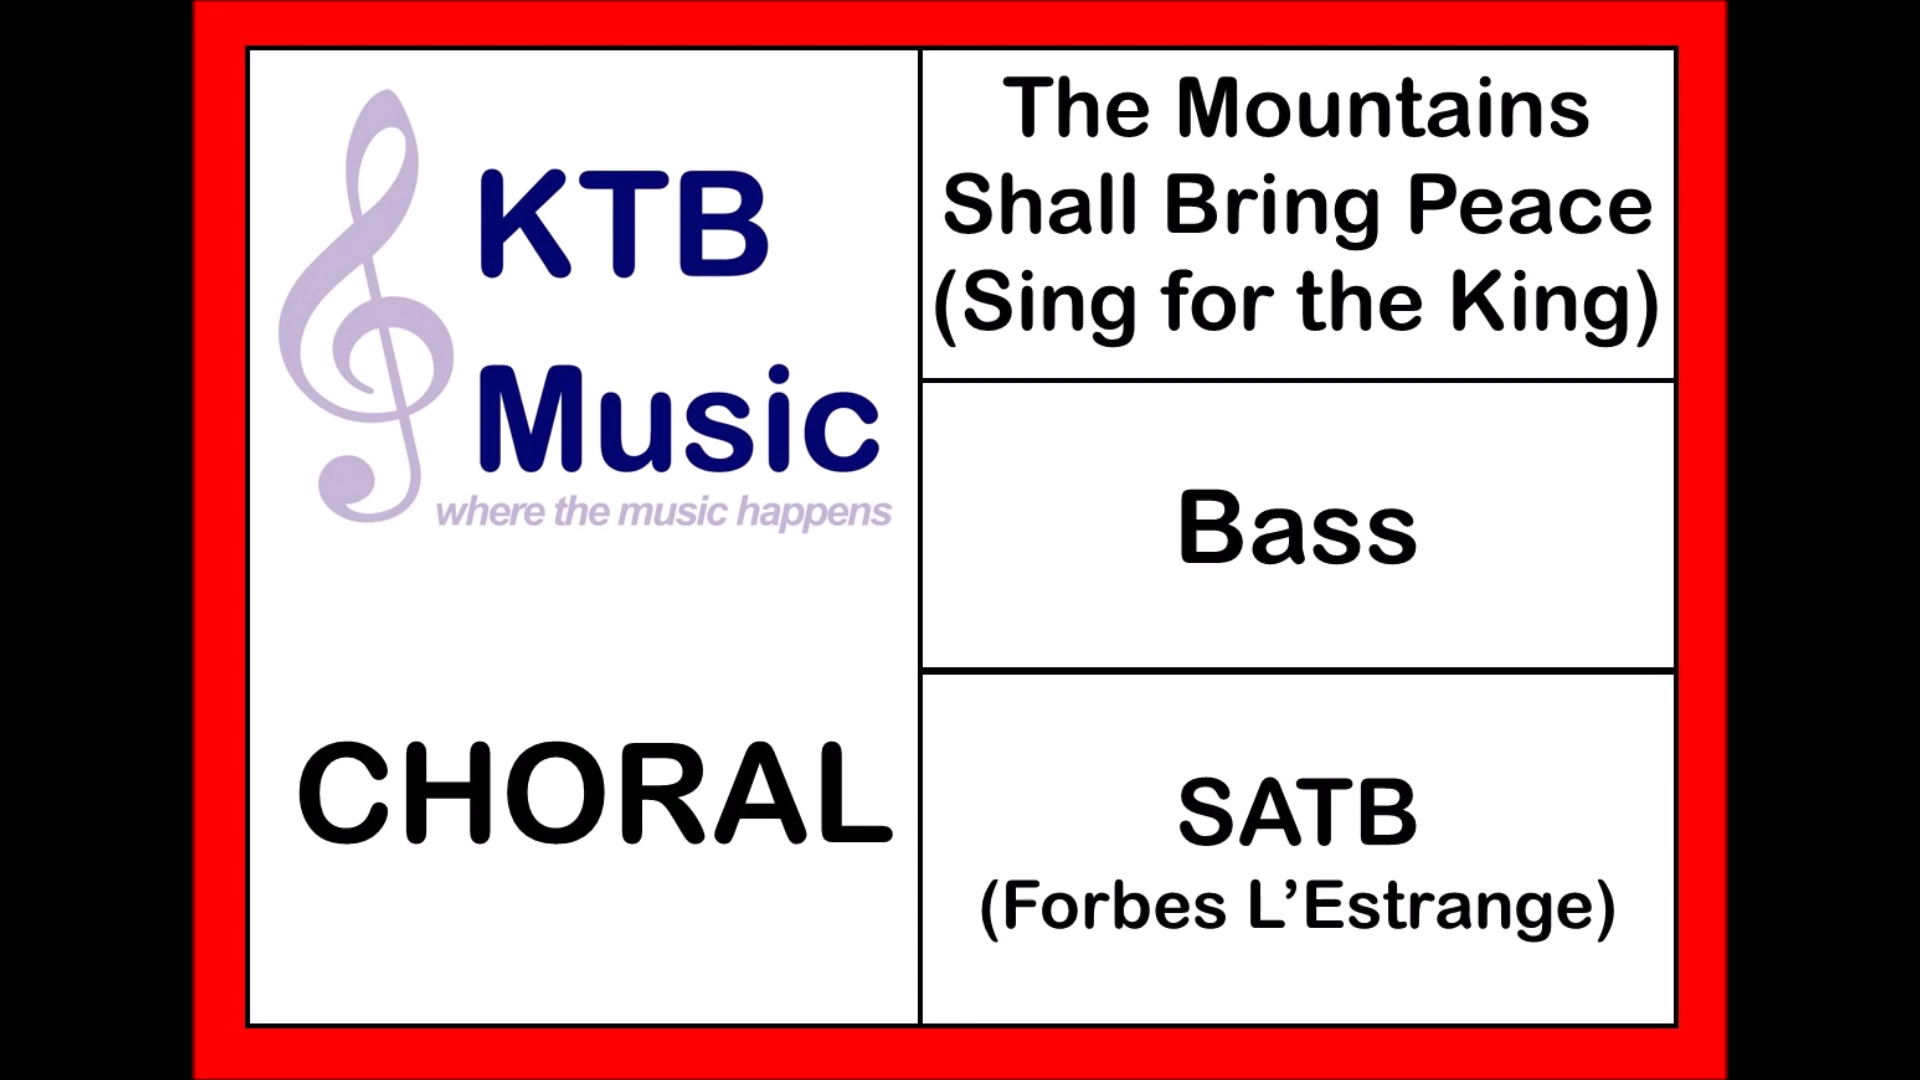 KTB
Music
where the music happens
CHORAL
The Mountains
Shall Bring Peace
(Sing for the King)
Bass
SATB
(Forbes L’Estrange)